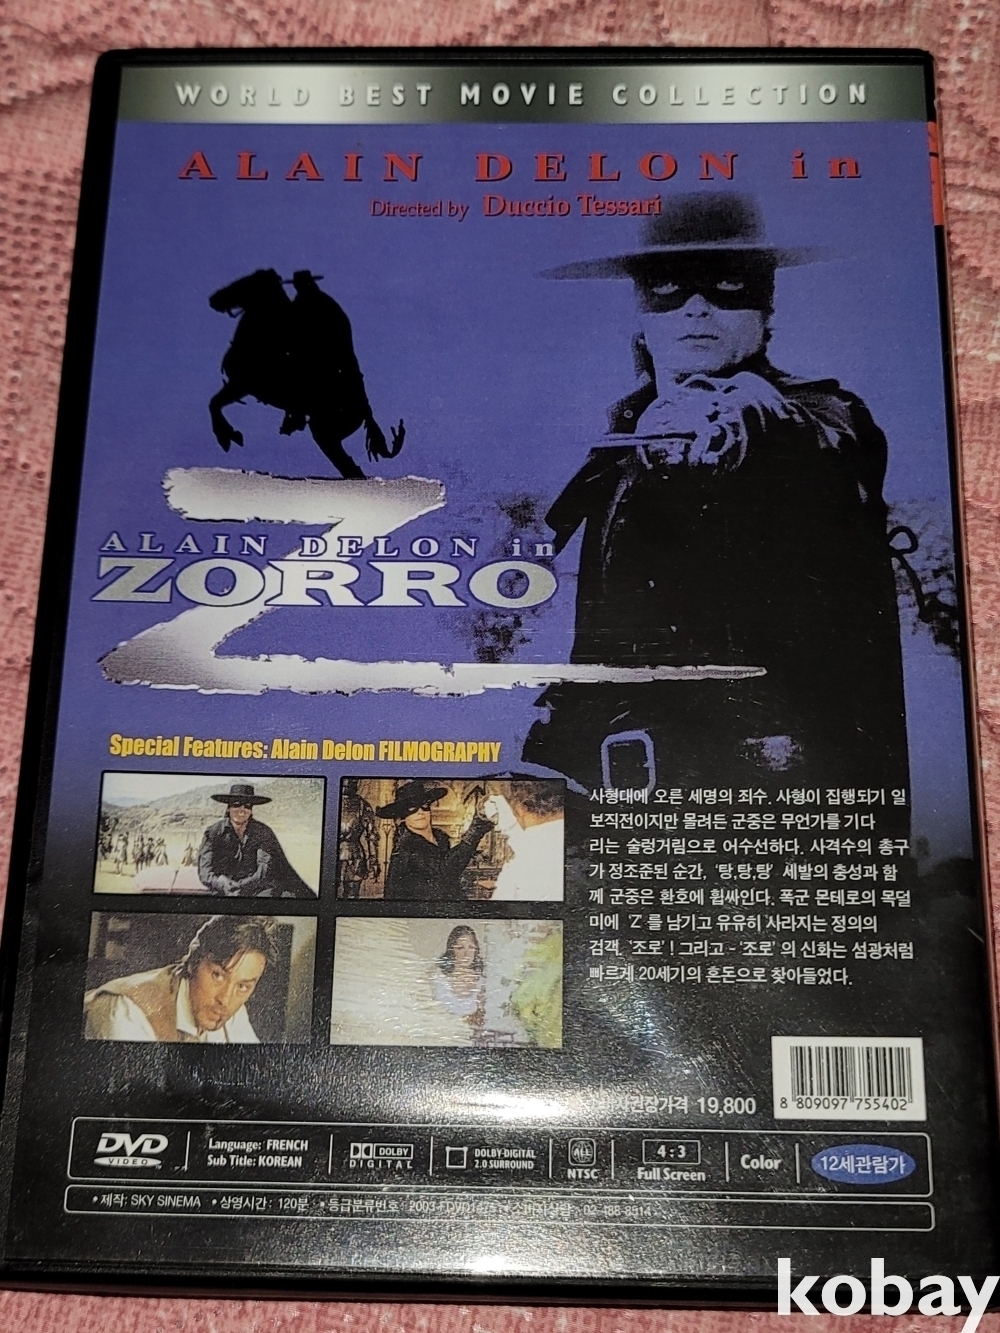 WORLD BEST MOVIE COLLECTION
ALAIN DELON in
Directed by Duccio Tessari
ALAIN DELON in
ZORRO
Special Features: Alain Delon FILMOGRAPHY
사형대에 오른 세명의 죄수. 사형이 집행되기 일
보직전이지만 몰려든 군중은 무언가를 기다
리는 술렁거림으로 어수선하다. 사격수의 총구
가 정조준된 순간, '탕,탕,탕' 세발의 총성과 함
께 군중은 환호에 휩싸인다. 폭군 몬테로의 목덜
미에 'Z'를 남기고 유유히 사라지는 정의의
검객, '조로'! 그리고 - '조로'의 신화는 섬광처럼
빠르게 20세기의 혼돈으로 찾아들었다.
권장가격 19,800
8 809097 755402
DVD VIDEO
Language: FRENCH
Sub Title: KOREAN
DOLBY DIGITAL
DOLBY DIGITAL 2.0 SURROUND
ALL NTSC
4:3 Full Screen
Color
12세관람가
• 제작: SKY SINEMA • 상영시간: 120분 • 등급분류번호:
kobay